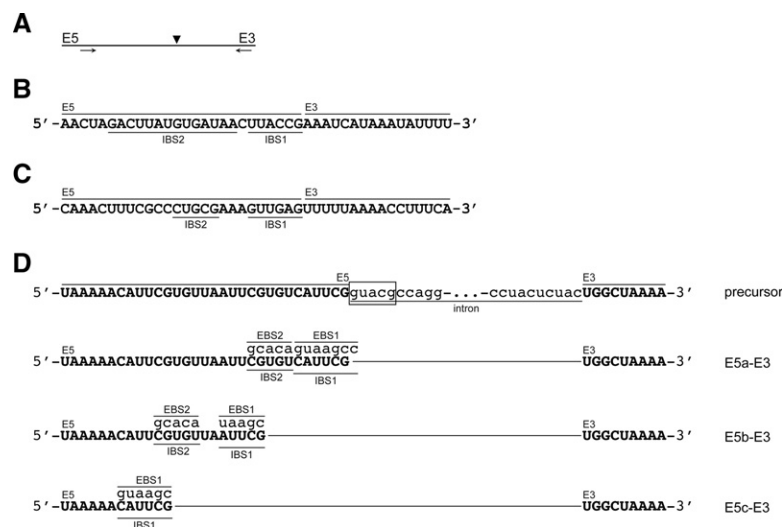 A
E5 E3
B
E5 E3
5’-AACUAGACUUAUGUGAUAACUUACCGAAAUCAUAAAUAUUUU-3’
IBS2 IBS1
C
E5 E3
5’-CAAACUUUCGCCCUGCGAAAGUUGAGUUUUUAAAACCUUUCA-3’
IBS2 IBS1
D
E5 E3
5’-UAAAAACAUUCGUGUUAAUUCGUGUCAUUCGguacgccagg-...-ccuacucuacUGGCUAAAA-3’ precursor
intron
EBS2 EBS1
gcacaguaagcc
E5 E3
5’-UAAAAACAUUCGUGUUAAUUCGUGUCAUUCG UGGCUAAAA-3’ E5a-E3
IBS2 IBS1
EBS2 EBS1
gcaca uaagc
E5 E3
5’-UAAAAACAUUCGUGUUAAUUCG UGGCUAAAA-3’ E5b-E3
IBS2 IBS1
EBS1
guaagc
E5 E3
5’-UAAAAACAUUCG UGGCUAAAA-3’ E5c-E3
IBS1